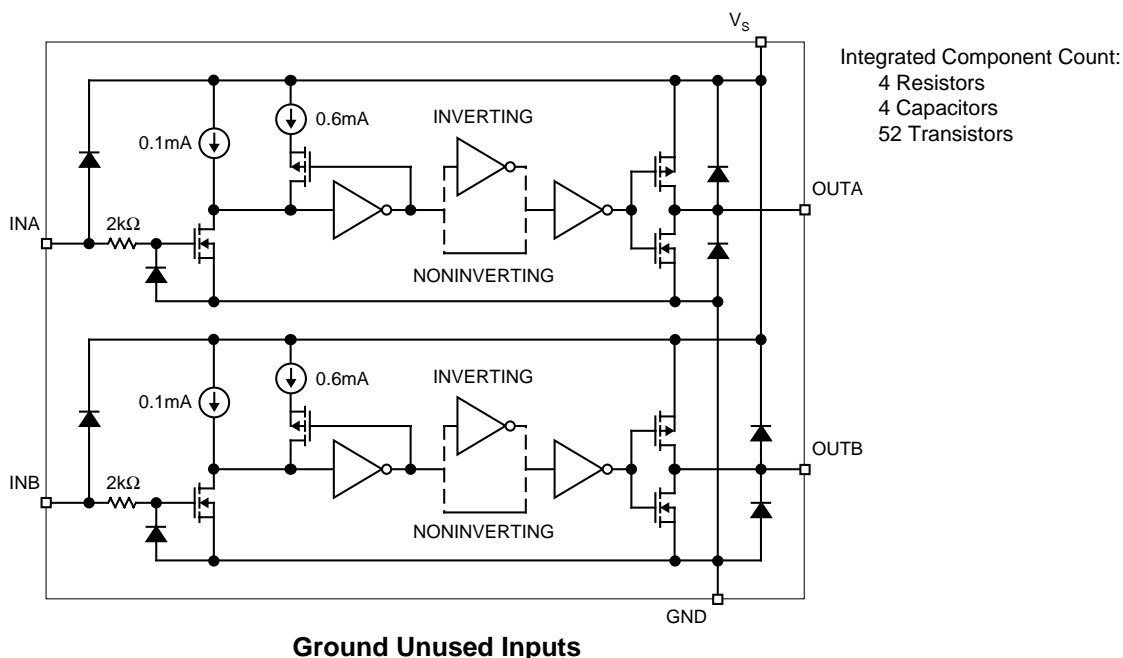 V_S
Integrated Component Count:
4 Resistors
4 Capacitors
52 Transistors
0.6mA
INVERTING
0.1mA
OUTA
INA
2kΩ
NONINVERTING
0.6mA
INVERTING
0.1mA
OUTB
INB
2kΩ
NONINVERTING
GND
Ground Unused Inputs